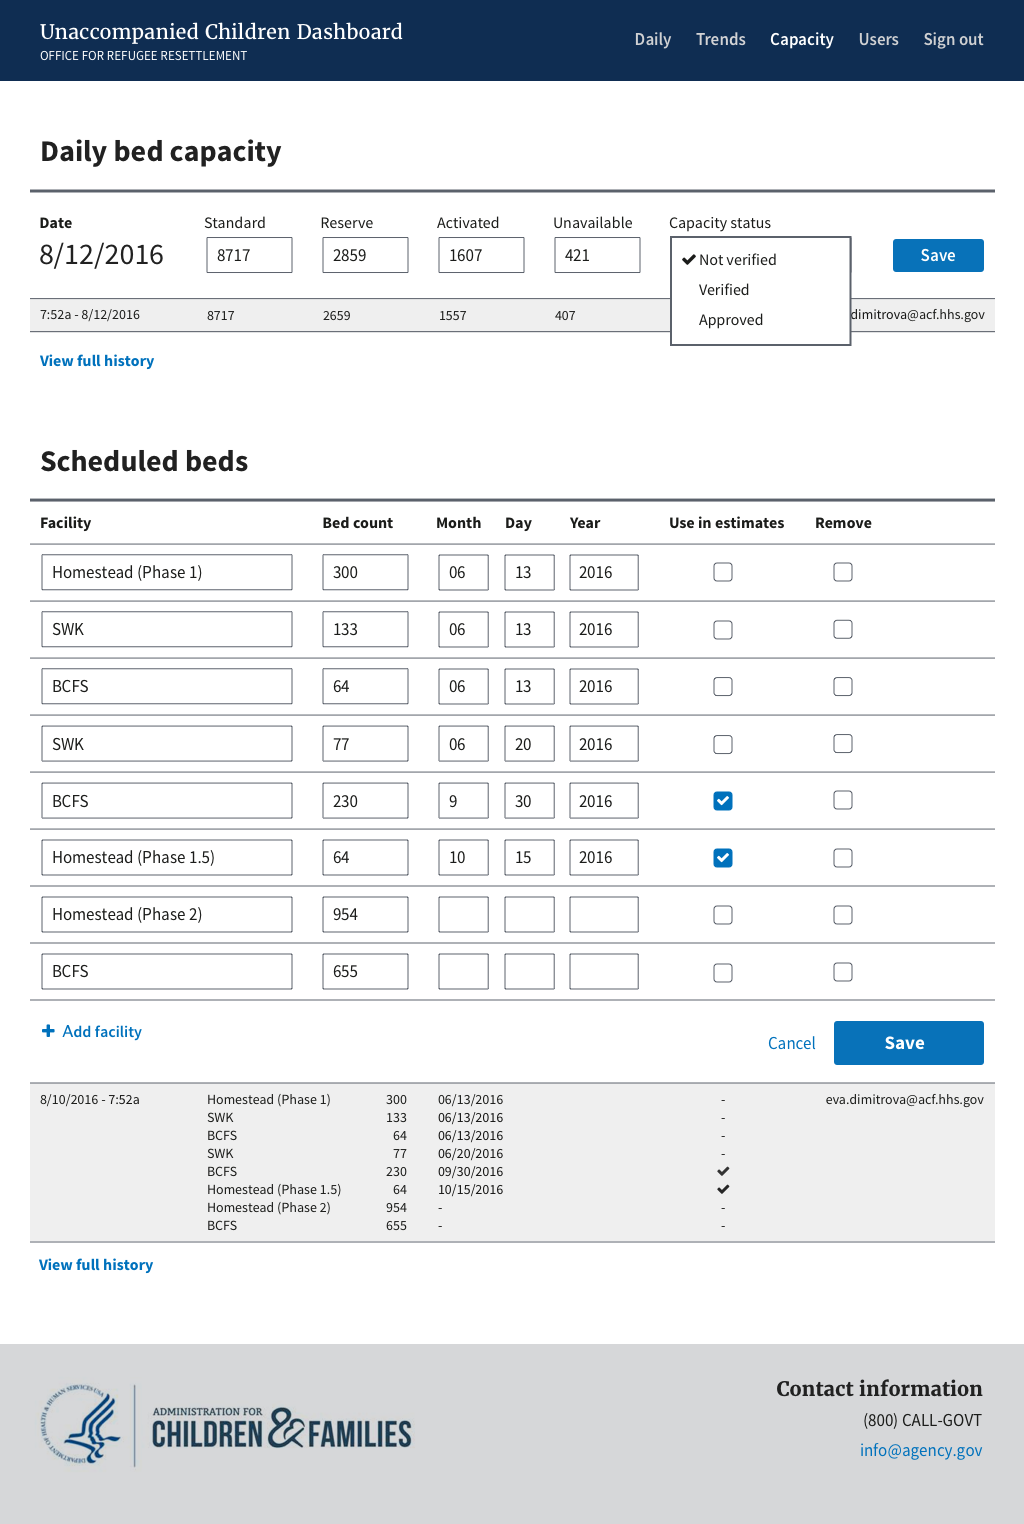 Unaccompanied Children Dashboard
OFFICE FOR REFUGEE RESETTLEMENT
Daily Trends Capacity Users Sign out
Daily bed capacity
Date Standard Reserve Activated Unavailable Capacity status
8/12/2016 8717 2859 1607 421 Save
Not verified
Verified
Approved
7:52a - 8/12/2016 8717 2659 1557 407 dimitrova@acf.hhs.gov
View full history
Scheduled beds
Facility Bed count Month Day Year Use in estimates Remove
Homestead (Phase 1) 300 06 13 2016
SWK 133 06 13 2016
BCFS 64 06 13 2016
SWK 77 06 20 2016
BCFS 230 9 30 2016
Homestead (Phase 1.5) 64 10 15 2016
Homestead (Phase 2) 954
BCFS 655
Add facility
Cancel Save
8/10/2016 - 7:52a Homestead (Phase 1) 300 06/13/2016 - eva.dimitrova@acf.hhs.gov
SWK 133 06/13/2016 -
BCFS 64 06/13/2016 -
SWK 77 06/20/2016 -
BCFS 230 09/30/2016
Homestead (Phase 1.5) 64 10/15/2016
Homestead (Phase 2) 954 - -
BCFS 655 - -
View full history
DEPARTMENT OF HEALTH & HUMAN SERVICES USA
ADMINISTRATION FOR
CHILDREN & FAMILIES
Contact information
(800) CALL-GOVT
info@agency.gov